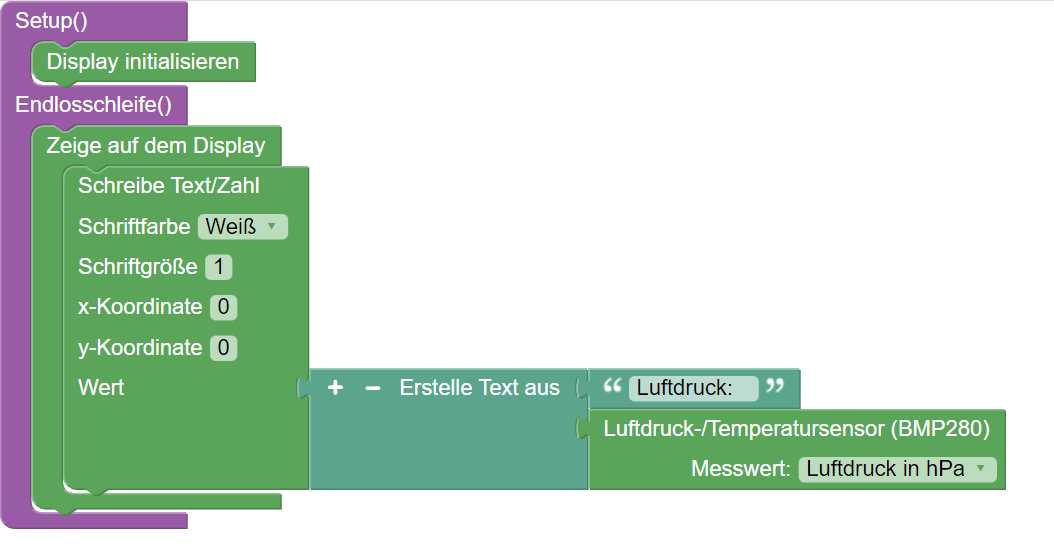 Setup()
Display initialisieren
Endlosschleife()
Zeige auf dem Display
Schreibe Text/Zahl
Schriftfarbe Weiß
Schriftgröße 1
x-Koordinate 0
y-Koordinate 0
Wert + − Erstelle Text aus “ Luftdruck: ”
Luftdruck-/Temperatursensor (BMP280)
Messwert: Luftdruck in hPa